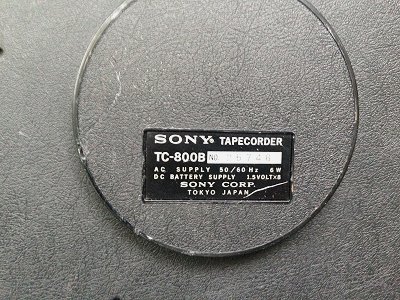 SONY® TAPECORDER
TC-800B NO
AC SUPPLY 50/60Hz 6W
DC BATTERY SUPPLY 1.5VOLT×8
SONY CORP.
TOKYO JAPAN